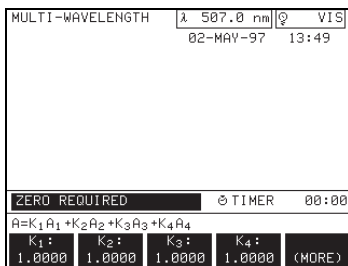 MULTI-WAVELENGTH λ 507.0 nm VIS
02-MAY-97 13:49
ZERO REQUIRED TIMER 00:00
A=K₁A₁+K₂A₂+K₃A₃+K₄A₄
K₁: K₂: K₃: K₄:
1.0000 1.0000 1.0000 1.0000 (MORE)